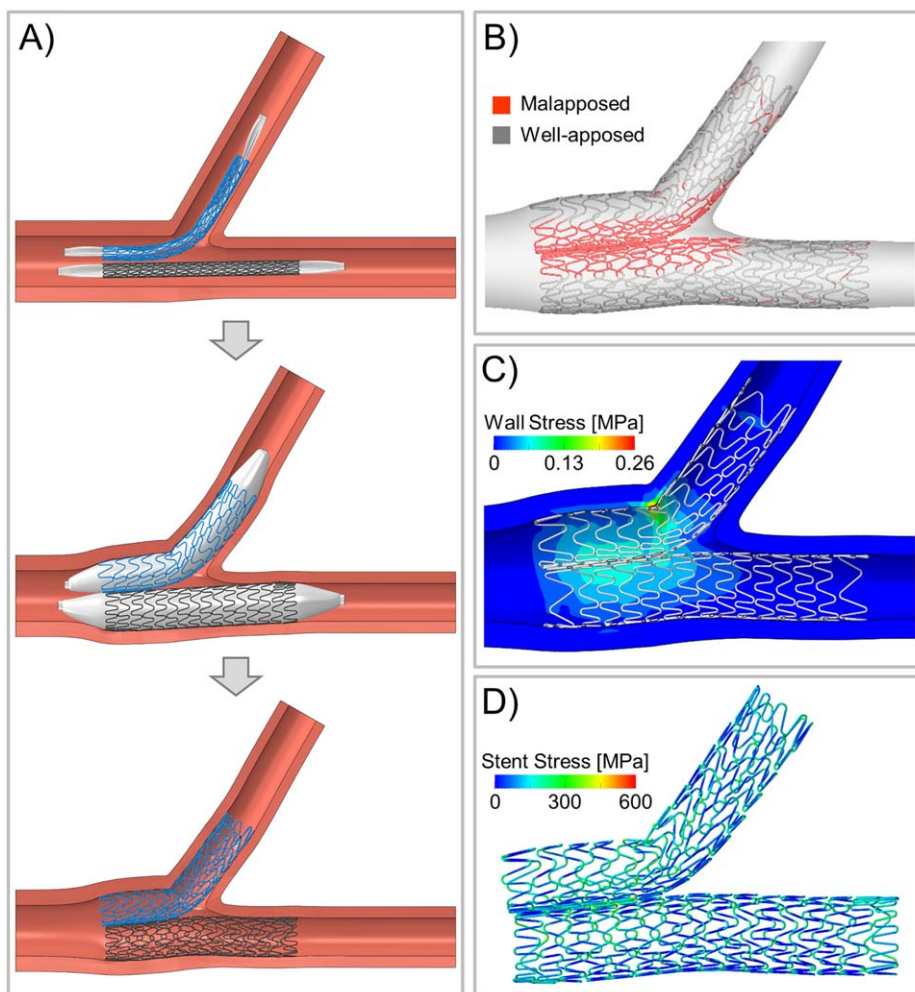 A)
B)
Malapposed
Well-apposed
C)
Wall Stress [MPa]
0 0.13 0.26
D)
Stent Stress [MPa]
0 300 600